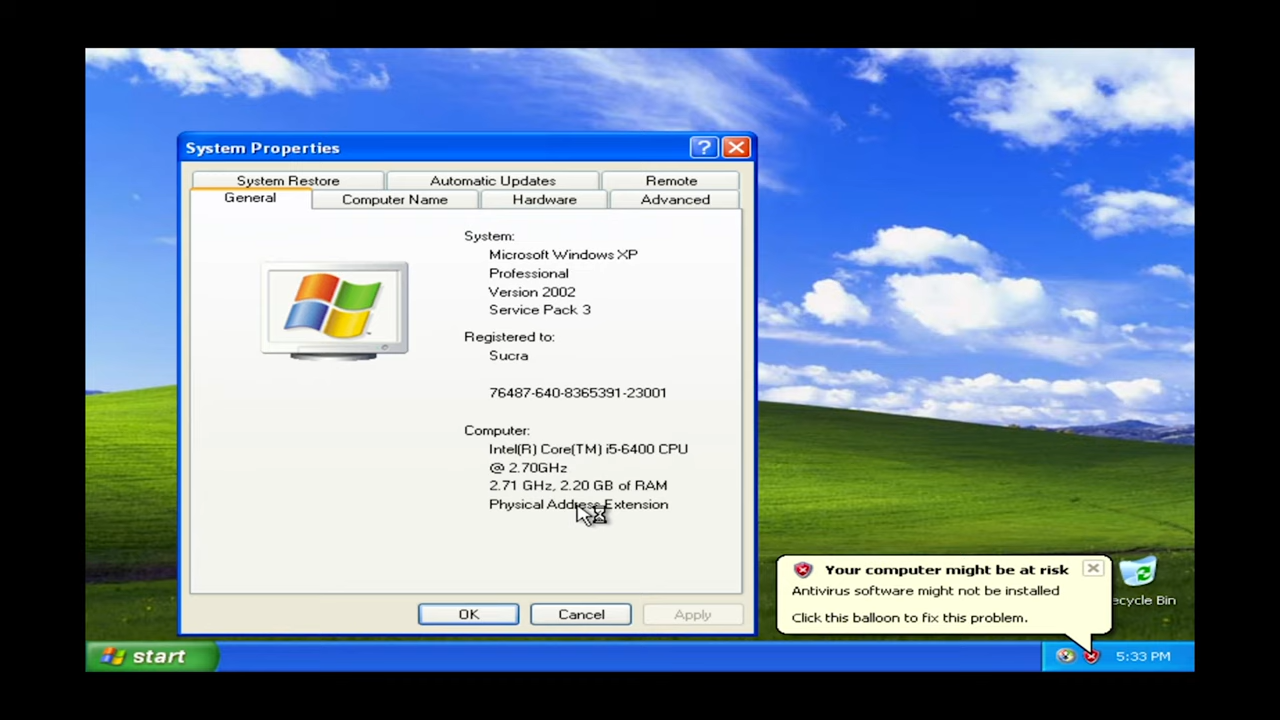 System Properties
?
System Restore
Automatic Updates
Remote
General
Computer Name
Hardware
Advanced
System:
Microsoft Windows XP
Professional
Version 2002
Service Pack 3
Registered to:
Sucra
76487-640-8365391-23001
Computer:
Intel(R) Core(TM) i5-6400 CPU
@ 2.70GHz
2.71 GHz, 2.20 GB of RAM
Physical Address Extension
OK
Cancel
Apply
Your computer might be at risk
Antivirus software might not be installed
Click this balloon to fix this problem.
ecycle Bin
start
5:33 PM